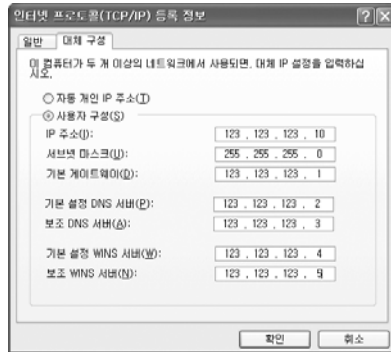 인터넷 프로토콜(TCP/IP) 등록 정보
일반
대체 구성
이 컴퓨터가 두 개 이상의 네트워크에서 사용되면, 대체 IP 설정을 입력하십
시오.
자동 개인 IP 주소(T)
사용자 구성(S)
IP 주소(I): 123 . 123 . 123 . 10
서브넷 마스크(U): 255 . 255 . 255 . 0
기본 게이트웨이(D): 123 . 123 . 123 . 1
기본 설정 DNS 서버(P): 123 . 123 . 123 . 2
보조 DNS 서버(A): 123 . 123 . 123 . 3
기본 설정 WINS 서버(W): 123 . 123 . 123 . 4
보조 WINS 서버(N): 123 . 123 . 123 . 5
확인
취소